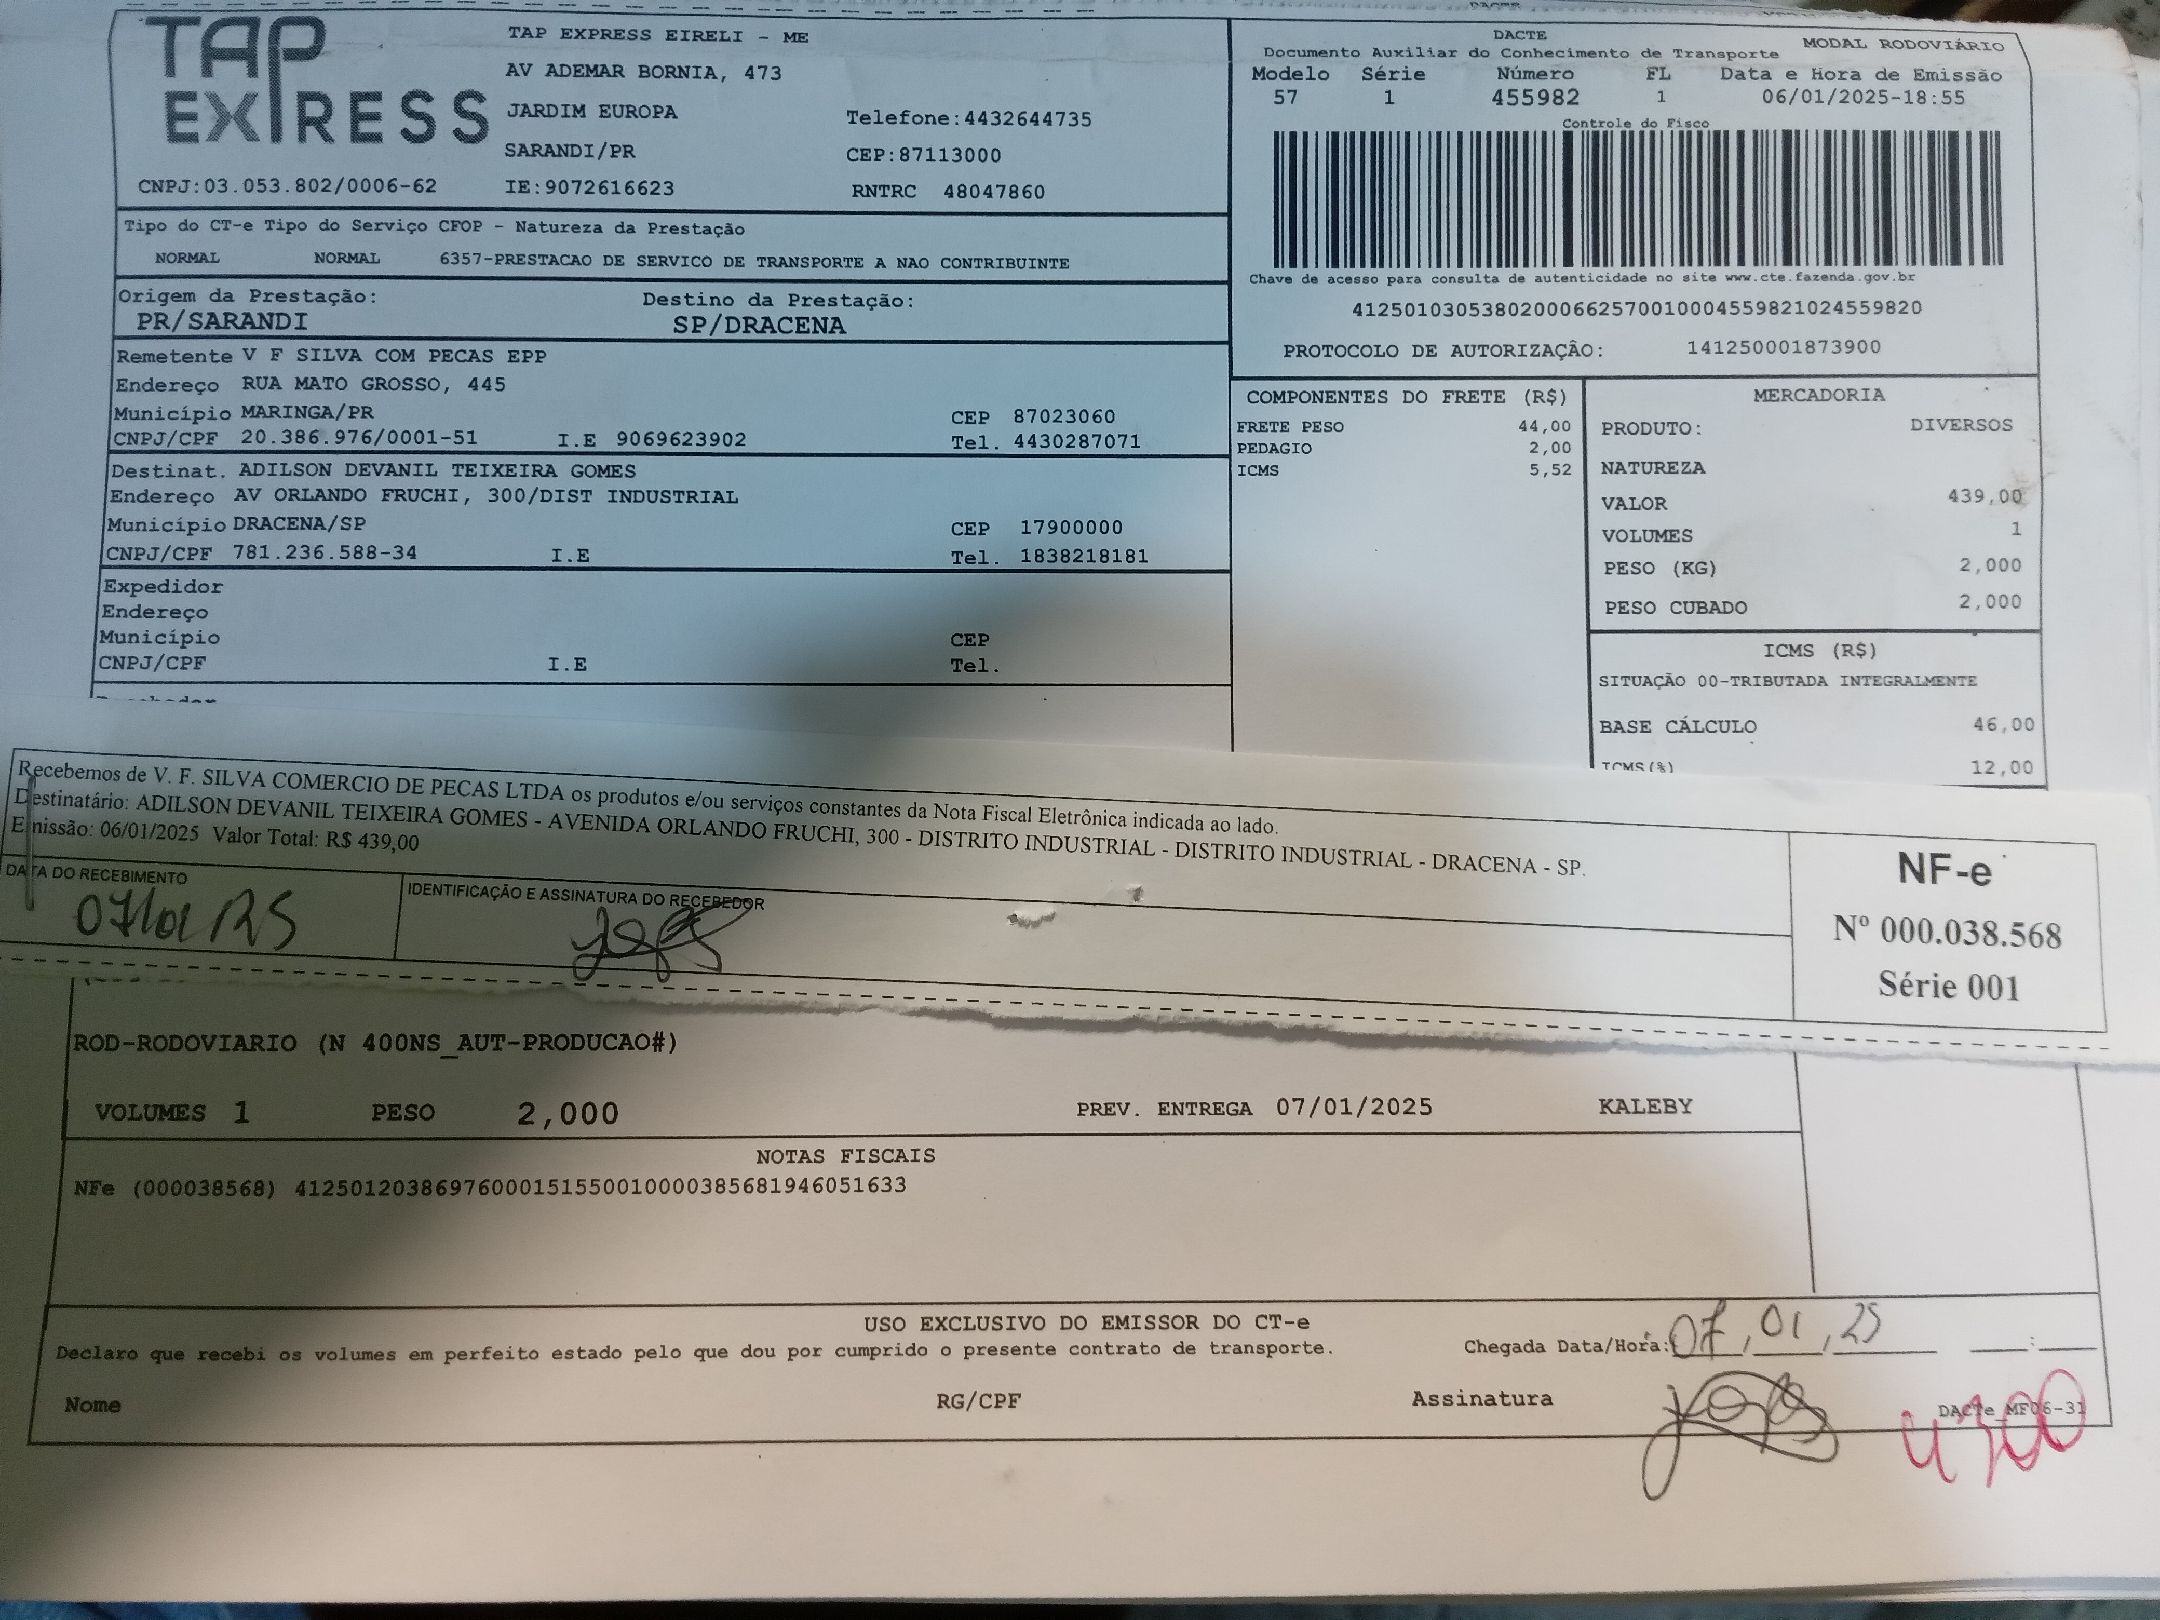 TAP
EXPRESS
TAP EXPRESS EIRELI - ME
AV ADEMAR BORNIA, 473
JARDIM EUROPA
Telefone:4432644735
SARANDI/PR
CEP:87113000
CNPJ:03.053.802/0006-62 IE:9072616623 RNTRC 48047860
DACTE
MODAL RODOVIÁRIO
Documento Auxiliar do Conhecimento de Transporte
Modelo Série Número FL Data e Hora de Emissão
57 1 455982 1 06/01/2025-18:55
Controle do Fisco
Chave de acesso para consulta de autenticidade no site www.cte.fazenda.gov.br
41250103053802000662570010004559821024559820
PROTOCOLO DE AUTORIZAÇÃO: 141250001873900
Tipo do CT-e Tipo do Serviço CFOP - Natureza da Prestação
NORMAL NORMAL 6357-PRESTACAO DE SERVICO DE TRANSPORTE A NAO CONTRIBUINTE
Origem da Prestação: Destino da Prestação:
PR/SARANDI SP/DRACENA
Remetente V F SILVA COM PECAS EPP
Endereço RUA MATO GROSSO, 445
Município MARINGA/PR CEP 87023060
CNPJ/CPF 20.386.976/0001-51 I.E 9069623902 Tel. 4430287071
Destinat. ADILSON DEVANIL TEIXEIRA GOMES
Endereço AV ORLANDO FRUCHI, 300/DIST INDUSTRIAL
Município DRACENA/SP CEP 17900000
CNPJ/CPF 781.236.588-34 I.E Tel. 1838218181
Expedidor
Endereço
Município CEP
CNPJ/CPF I.E Tel.
COMPONENTES DO FRETE (R$)
FRETE PESO 44,00
PEDAGIO 2,00
ICMS 5,52
MERCADORIA
PRODUTO: DIVERSOS
NATUREZA
VALOR 439,00
VOLUMES 1
PESO (KG) 2,000
PESO CUBADO 2,000
ICMS (R$)
SITUAÇÃO 00-TRIBUTADA INTEGRALMENTE
BASE CÁLCULO 46,00
ICMS(%) 12,00
Recebemos de V. F. SILVA COMERCIO DE PECAS LTDA os produtos e/ou serviços constantes da Nota Fiscal Eletrônica indicada ao lado.
Destinatário: ADILSON DEVANIL TEIXEIRA GOMES - AVENIDA ORLANDO FRUCHI, 300 - DISTRITO INDUSTRIAL - DISTRITO INDUSTRIAL - DRACENA - SP.
Emissão: 06/01/2025 Valor Total: R$ 439,00
DATA DO RECEBIMENTO
IDENTIFICAÇÃO E ASSINATURA DO RECEBEDOR
NF-e
Nº 000.038.568
Série 001
ROD-RODOVIARIO (N 400NS_AUT-PRODUCAO#)
VOLUMES 1 PESO 2,000 PREV. ENTREGA 07/01/2025 KALEBY
NOTAS FISCAIS
NFe (000038568) 41250120386976000151550010000385681946051633
USO EXCLUSIVO DO EMISSOR DO CT-e
Declaro que recebi os volumes em perfeito estado pelo que dou por cumprido o presente contrato de transporte.
Chegada Data/Hora: 07, 01, 25
Nome RG/CPF Assinatura
DACTe_MF06-31